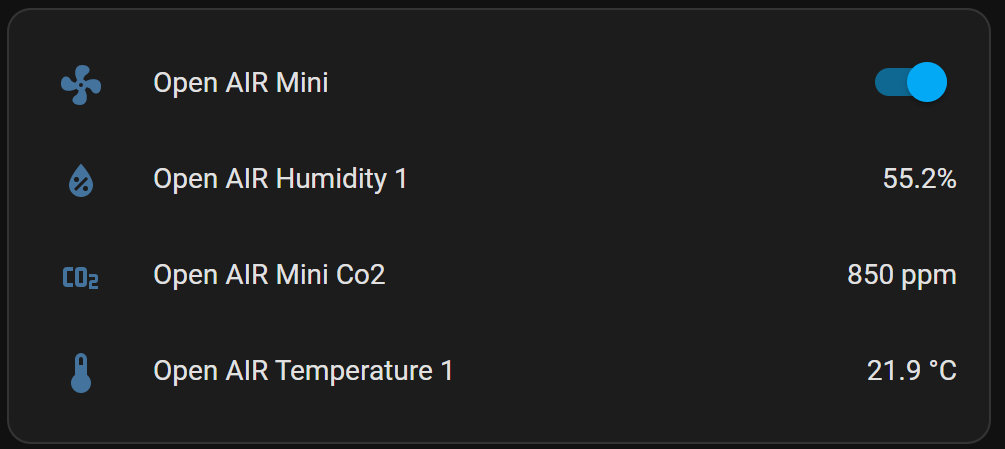 Open AIR Mini
Open AIR Humidity 1 55.2%
CO2 Open AIR Mini Co2 850 ppm
Open AIR Temperature 1 21.9 °C